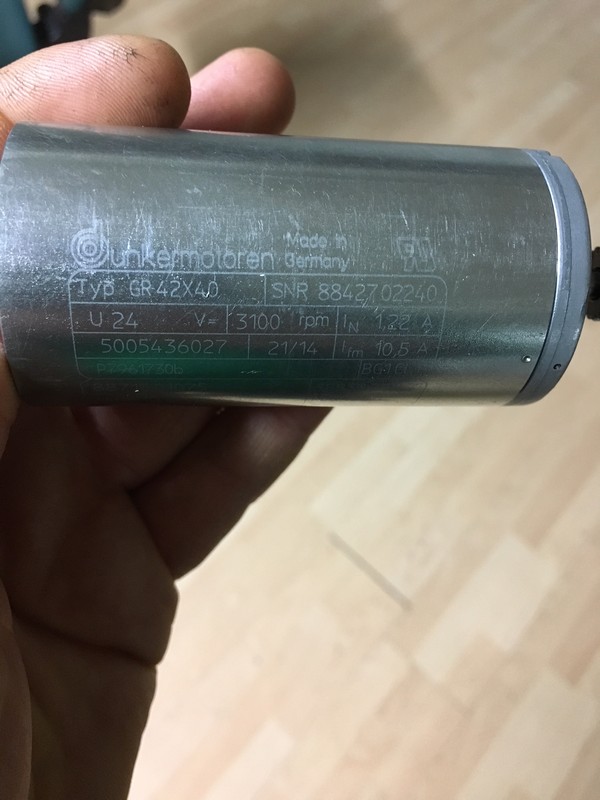 dunkermotoren Made in Germany
Typ GR 42X40 SNR 88427 02240
U 24 V= 3100 rpm IN 1,22 A
5005436027 21/14 Im 10,5 A